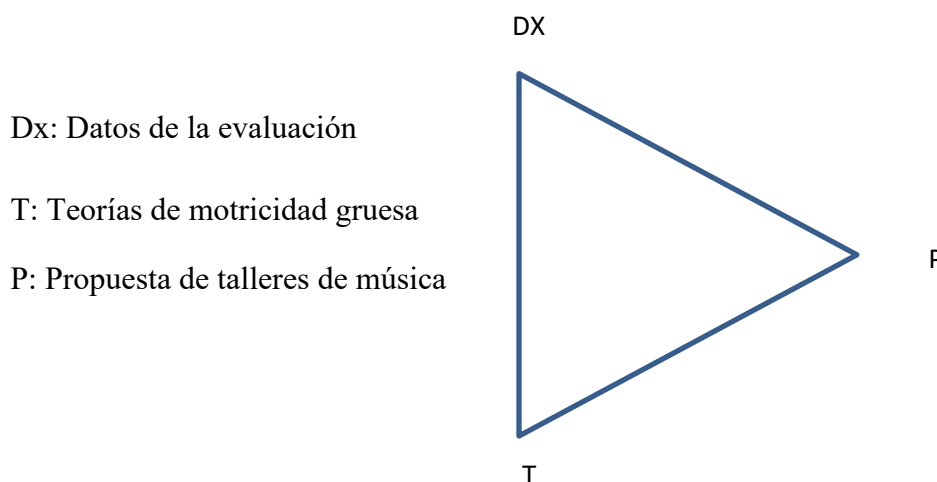 DX
Dx: Datos de la evaluación
T: Teorías de motricidad gruesa
P: Propuesta de talleres de música
P
T